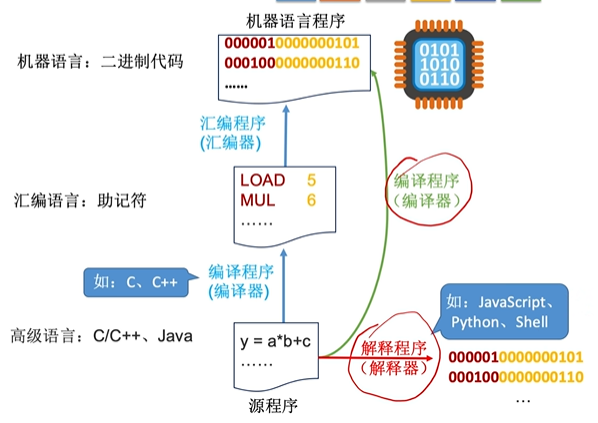 机器语言程序
机器语言：二进制代码
0000010000000101
0001000000000110
......
0101
1010
0110
汇编程序
(汇编器)
汇编语言：助记符
LOAD 5
MUL 6
......
编译程序
（编译器）
如：C、C++
编译程序
(编译器)
如：JavaScript、
Python、Shell
高级语言：C/C++、Java
y = a*b+c
......
解释程序
（解释器）
0000010000000101
0001000000000110
...
源程序